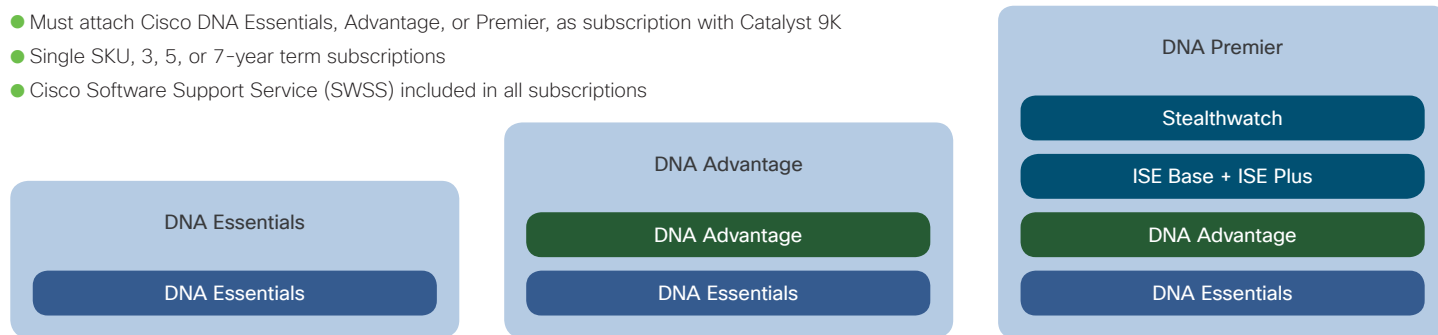 Must attach Cisco DNA Essentials, Advantage, or Premier, as subscription with Catalyst 9K
Single SKU, 3, 5, or 7-year term subscriptions
Cisco Software Support Service (SWSS) included in all subscriptions
DNA Essentials
DNA Essentials
DNA Advantage
DNA Advantage
DNA Essentials
DNA Premier
Stealthwatch
ISE Base + ISE Plus
DNA Advantage
DNA Essentials